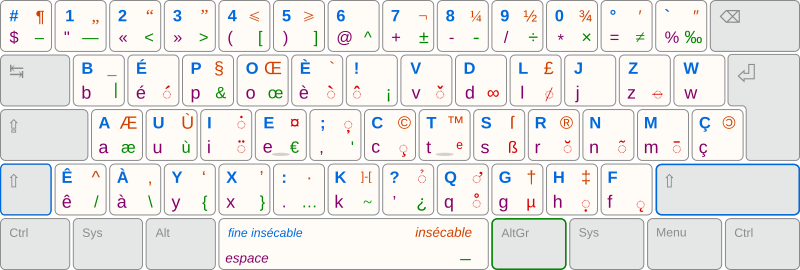 # ¶ 1 „ 2 “ 3 ” 4 ⩽ 5 ⩾ 6 7 ¬ 8 ¼ 9 ½ 0 ¾ ° ′ ` ″ ⌫
$ – " — « < » > ( [ ) ] @ ^ + ± - - / ÷ * × = ≠ % ‰
↹ B _ É P § O Œ È ` ! V D L £ J Z W ⏎
b | é ́ p & o œ è ̀ ̂ ¡ v ̌ d ∞ l ̸ j z w
⇪ A Æ U Ù I ̇ E ¤ ; ̦ C © T ™ S ſ R ® N M Ç
a æ u ù i ̈ e € , ' c ̧ t ᵉ s ß r ̆ n ̃ m ̄ ç
⇧ Ê ^ À ‚ Y ‘ X ’ : · K ]-[ ? ̉ Q ̛ G † H ‡ F ⇧
ê / à \ y { x } . … k ~ ’ ¿ q ̊ g µ h ̣ f ̨
Ctrl Sys Alt fine insécable insécable AltGr Sys Menu Ctrl
espace _